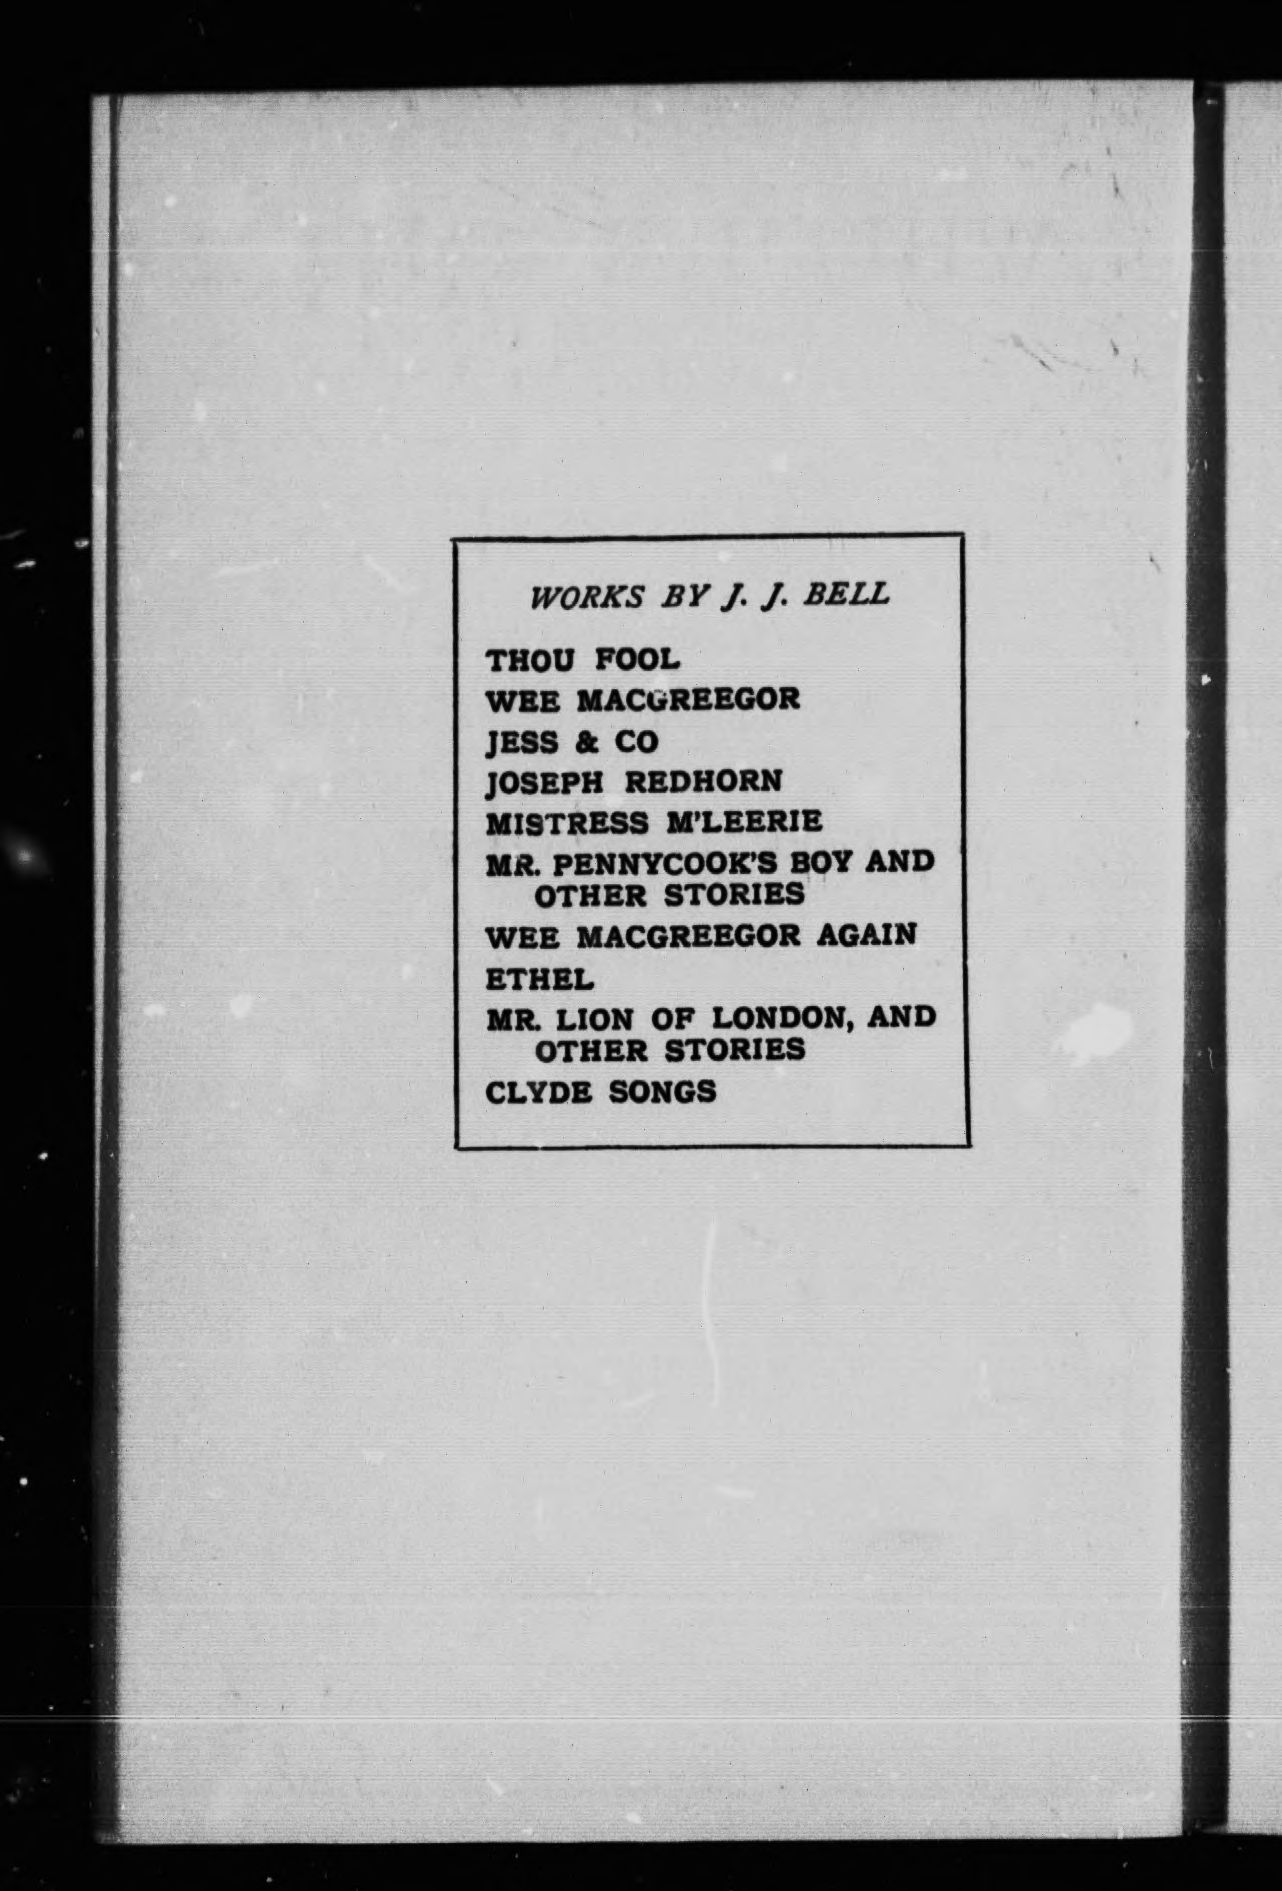 WORKS BY J. J. BELL
THOU FOOL
WEE MACGREEGOR
JESS & CO
JOSEPH REDHORN
MISTRESS M'LEERIE
MR. PENNYCOOK'S BOY AND
OTHER STORIES
WEE MACGREEGOR AGAIN
ETHEL
MR. LION OF LONDON, AND
OTHER STORIES
CLYDE SONGS